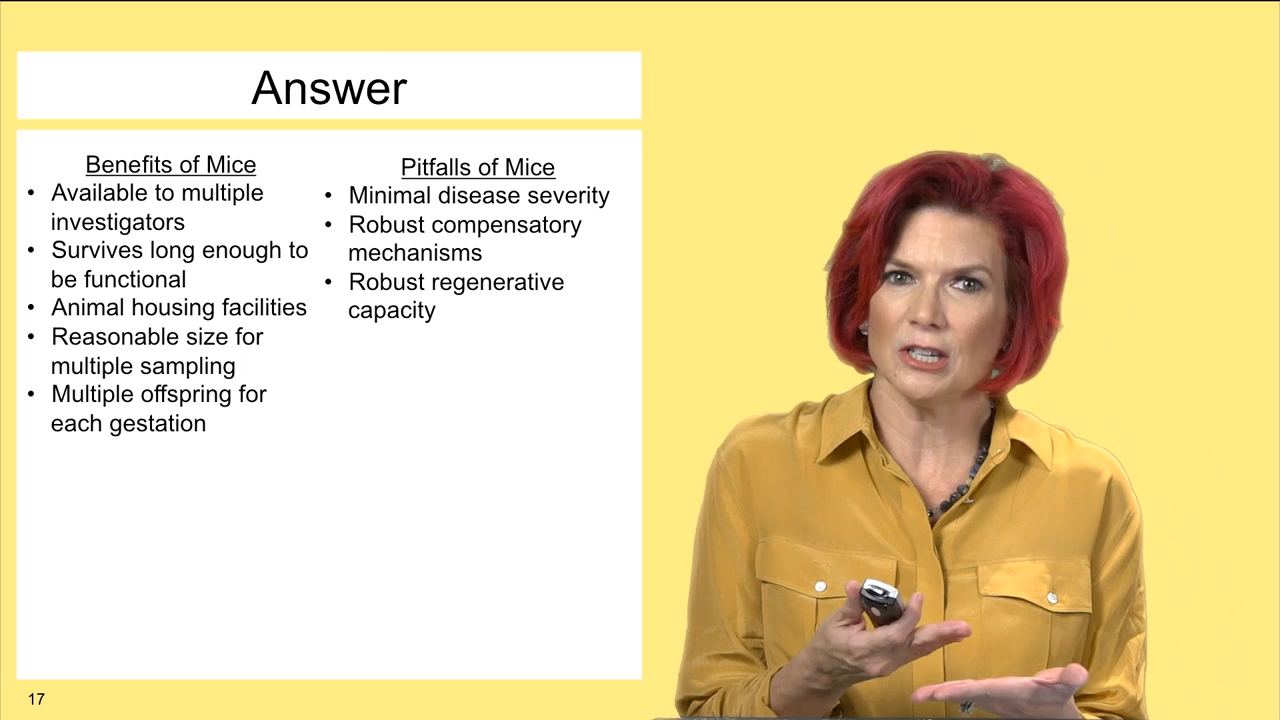 Answer
Benefits of Mice
• Available to multiple
investigators
• Survives long enough to
be functional
• Animal housing facilities
• Reasonable size for
multiple sampling
• Multiple offspring for
each gestation
Pitfalls of Mice
• Minimal disease severity
• Robust compensatory
mechanisms
• Robust regenerative
capacity
17